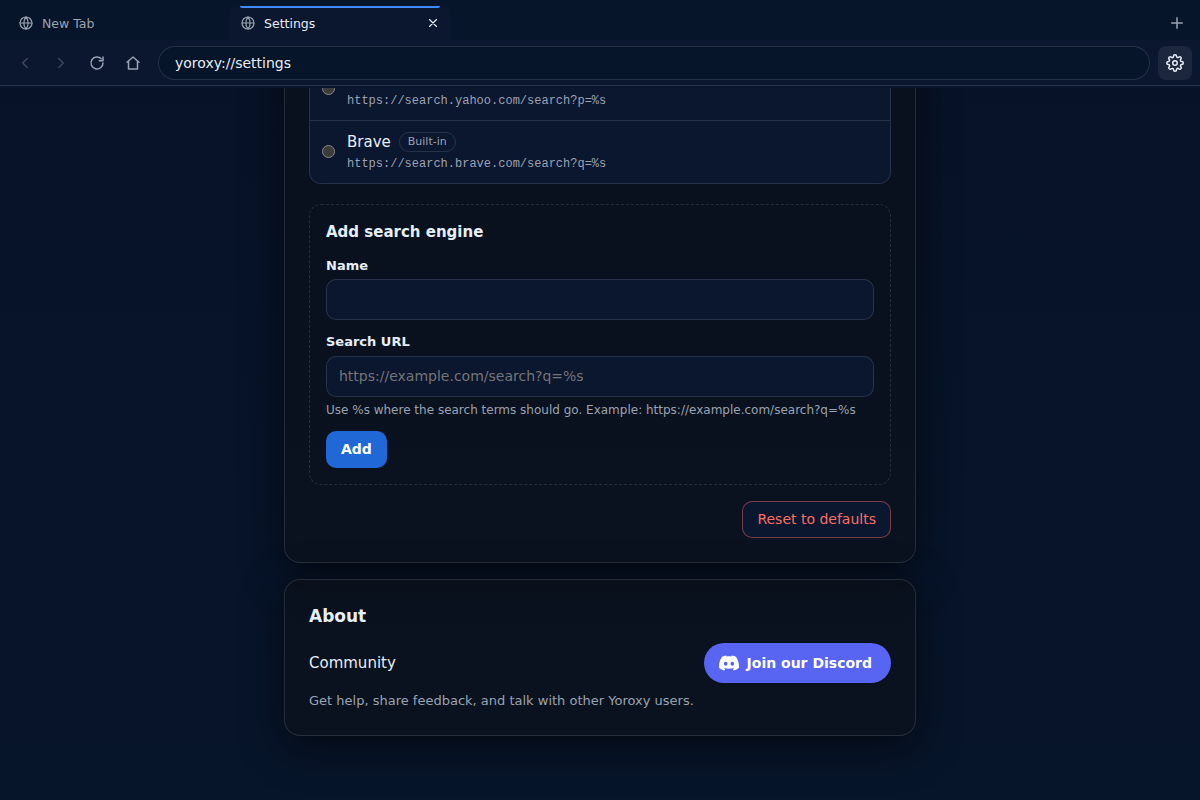 New Tab
Settings
yoroxy://settings
https://search.yahoo.com/search?p=%s
Brave Built-in
https://search.brave.com/search?q=%s
Add search engine
Name
Search URL
https://example.com/search?q=%s
Use %s where the search terms should go. Example: https://example.com/search?q=%s
Add
Reset to defaults
About
Community
Join our Discord
Get help, share feedback, and talk with other Yoroxy users.